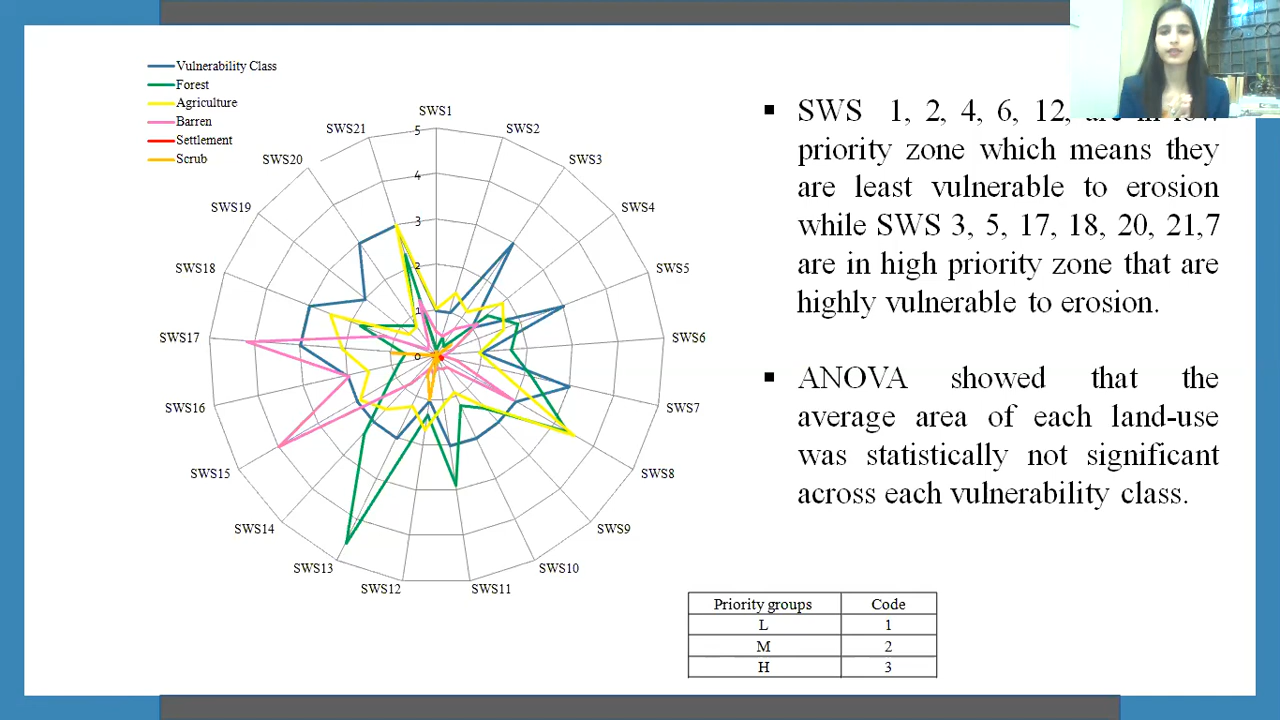 Vulnerability Class
Forest
Agriculture
Barren
Settlement
Scrub
SWS1
SWS2
SWS3
SWS4
SWS5
SWS6
SWS7
SWS8
SWS9
SWS10
SWS11
SWS12
SWS13
SWS14
SWS15
SWS16
SWS17
SWS18
SWS19
SWS20
SWS21
5
4
3
2
1
0
▪ SWS 1, 2, 4, 6, 12, are in low
priority zone which means they
are least vulnerable to erosion
while SWS 3, 5, 17, 18, 20, 21,7
are in high priority zone that are
highly vulnerable to erosion.
▪ ANOVA showed that the
average area of each land-use
was statistically not significant
across each vulnerability class.
Priority groups Code
L 1
M 2
H 3